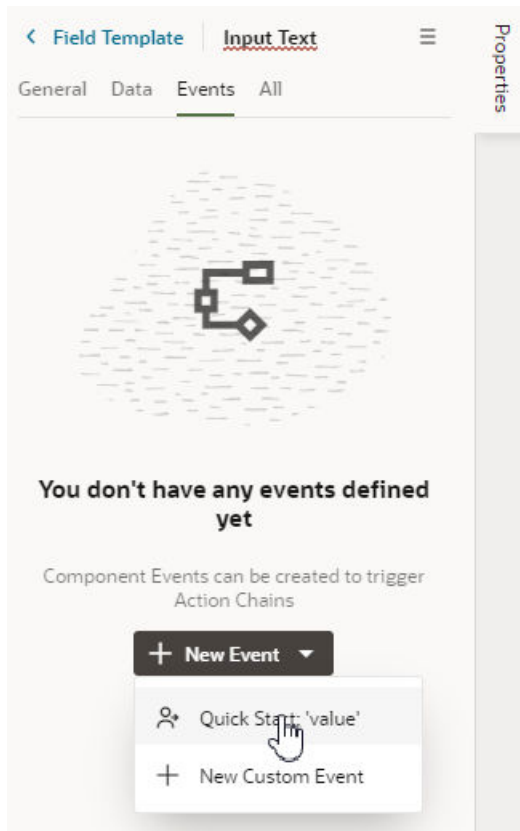 Field Template Input Text
Properties
General Data Events All
You don't have any events defined
yet
Component Events can be created to trigger
Action Chains
New Event
Quick Start: 'value'
New Custom Event